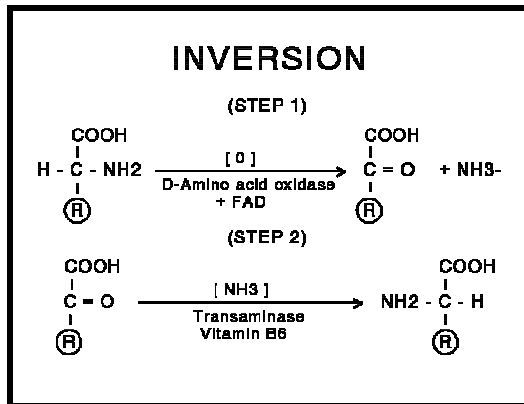 INVERSION
(STEP 1)
COOH
[ 0 ]
H - C - NH2
D-Amino acid oxidase
+ FAD
R
COOH
C = O + NH3-
R
(STEP 2)
COOH
[ NH3 ]
C = O
Transaminase
Vitamin B6
R
COOH
NH2 - C - H
R